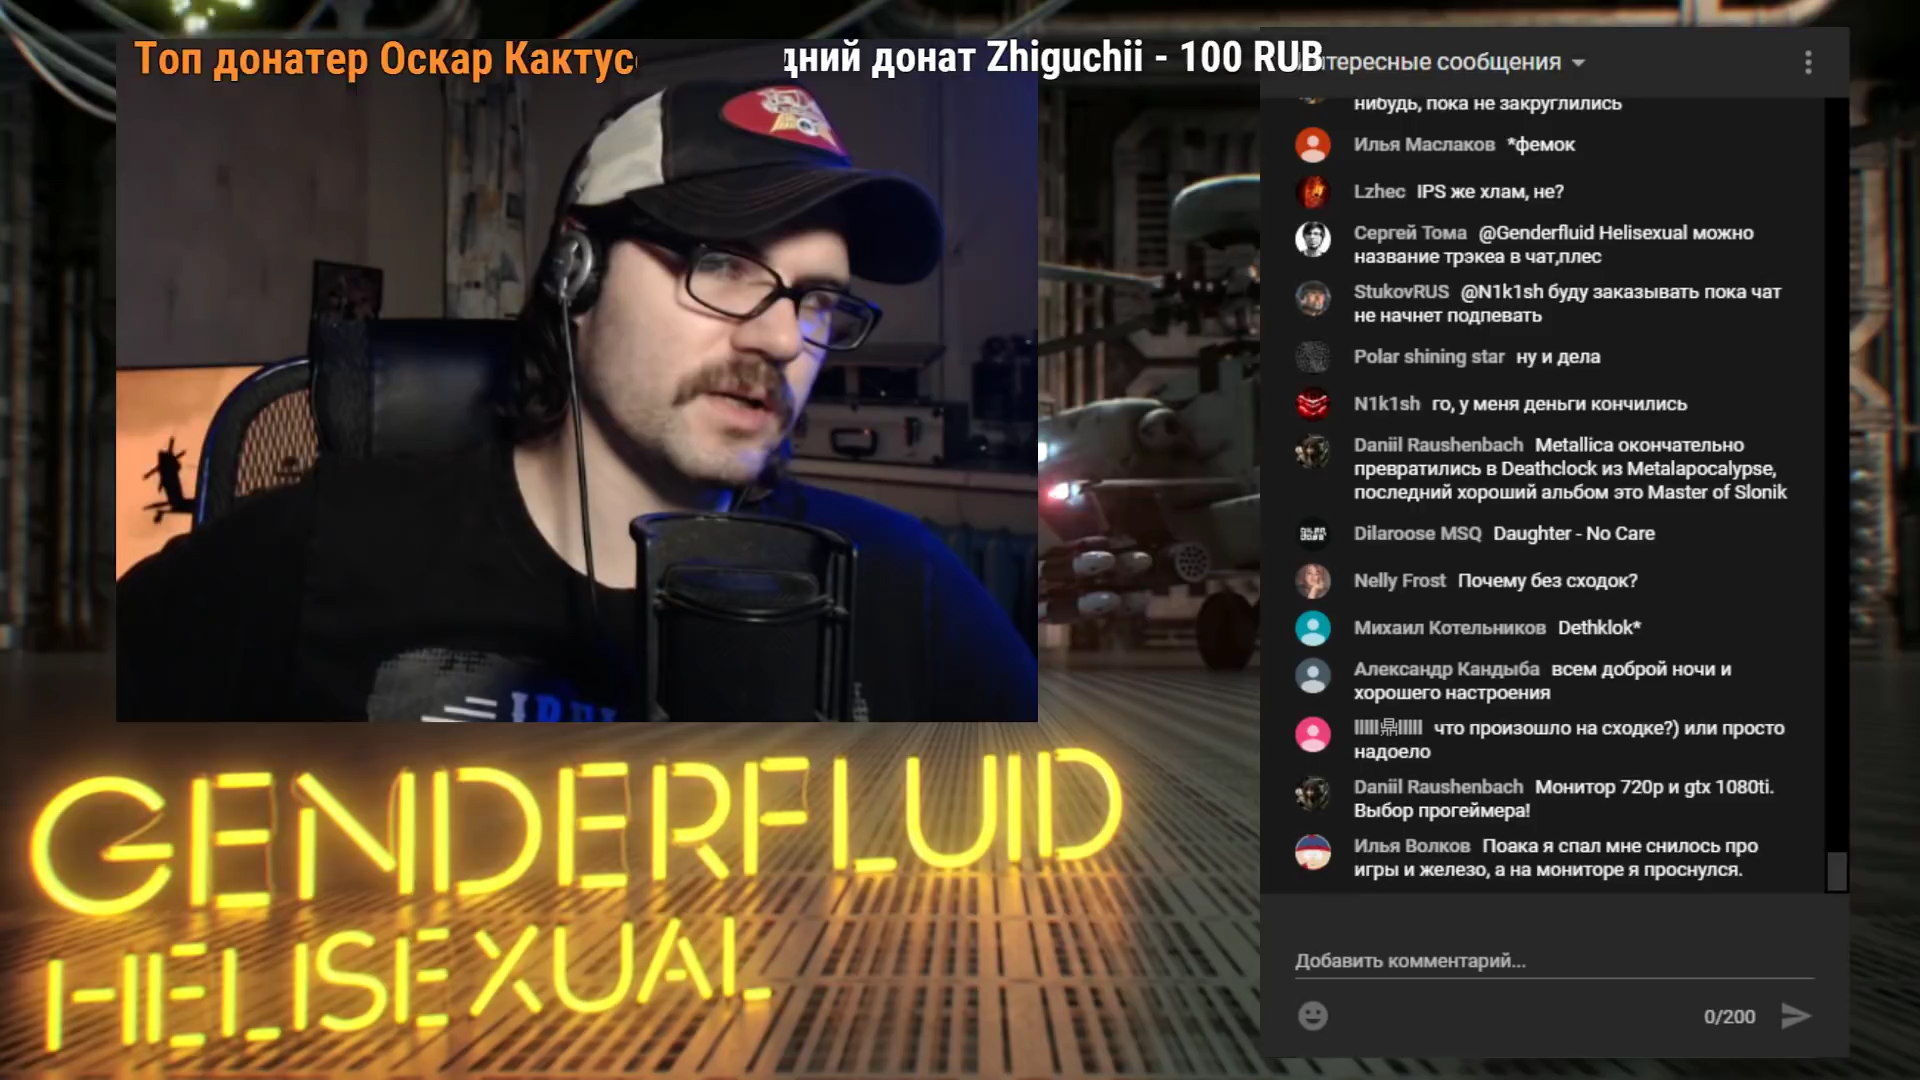 Топ донатер Оскар Кактус
дний донат Zhiguchii - 100 RUB
тересные сообщения
нибудь, пока не закруглились
Илья Маслаков *фемок
Lzhec IPS же хлам, не?
Сергей Тома @Genderfluid Helisexual можно
название трэкеа в чат,плес
StukovRUS @N1k1sh буду заказывать пока чат
не начнет подпевать
Polar shining star ну и дела
N1k1sh го, у меня деньги кончились
Daniil Raushenbach Metallica окончательно
превратились в Deathclock из Metalapocalypse,
последний хороший альбом это Master of Slonik
Dilaroose MSQ Daughter - No Care
Nelly Frost Почему без сходок?
Михаил Котельников Dethklok*
Александр Кандыба всем доброй ночи и
хорошего настроения
что произошло на сходке?) или просто
надоело
Daniil Raushenbach Монитор 720p и gtx 1080ti.
Выбор прогеймера!
Илья Волков Поака я спал мне снилось про
игры и железо, а на мониторе я проснулся.
Добавить комментарий...
0/200
GENDERFLUID
HELISEXUAL